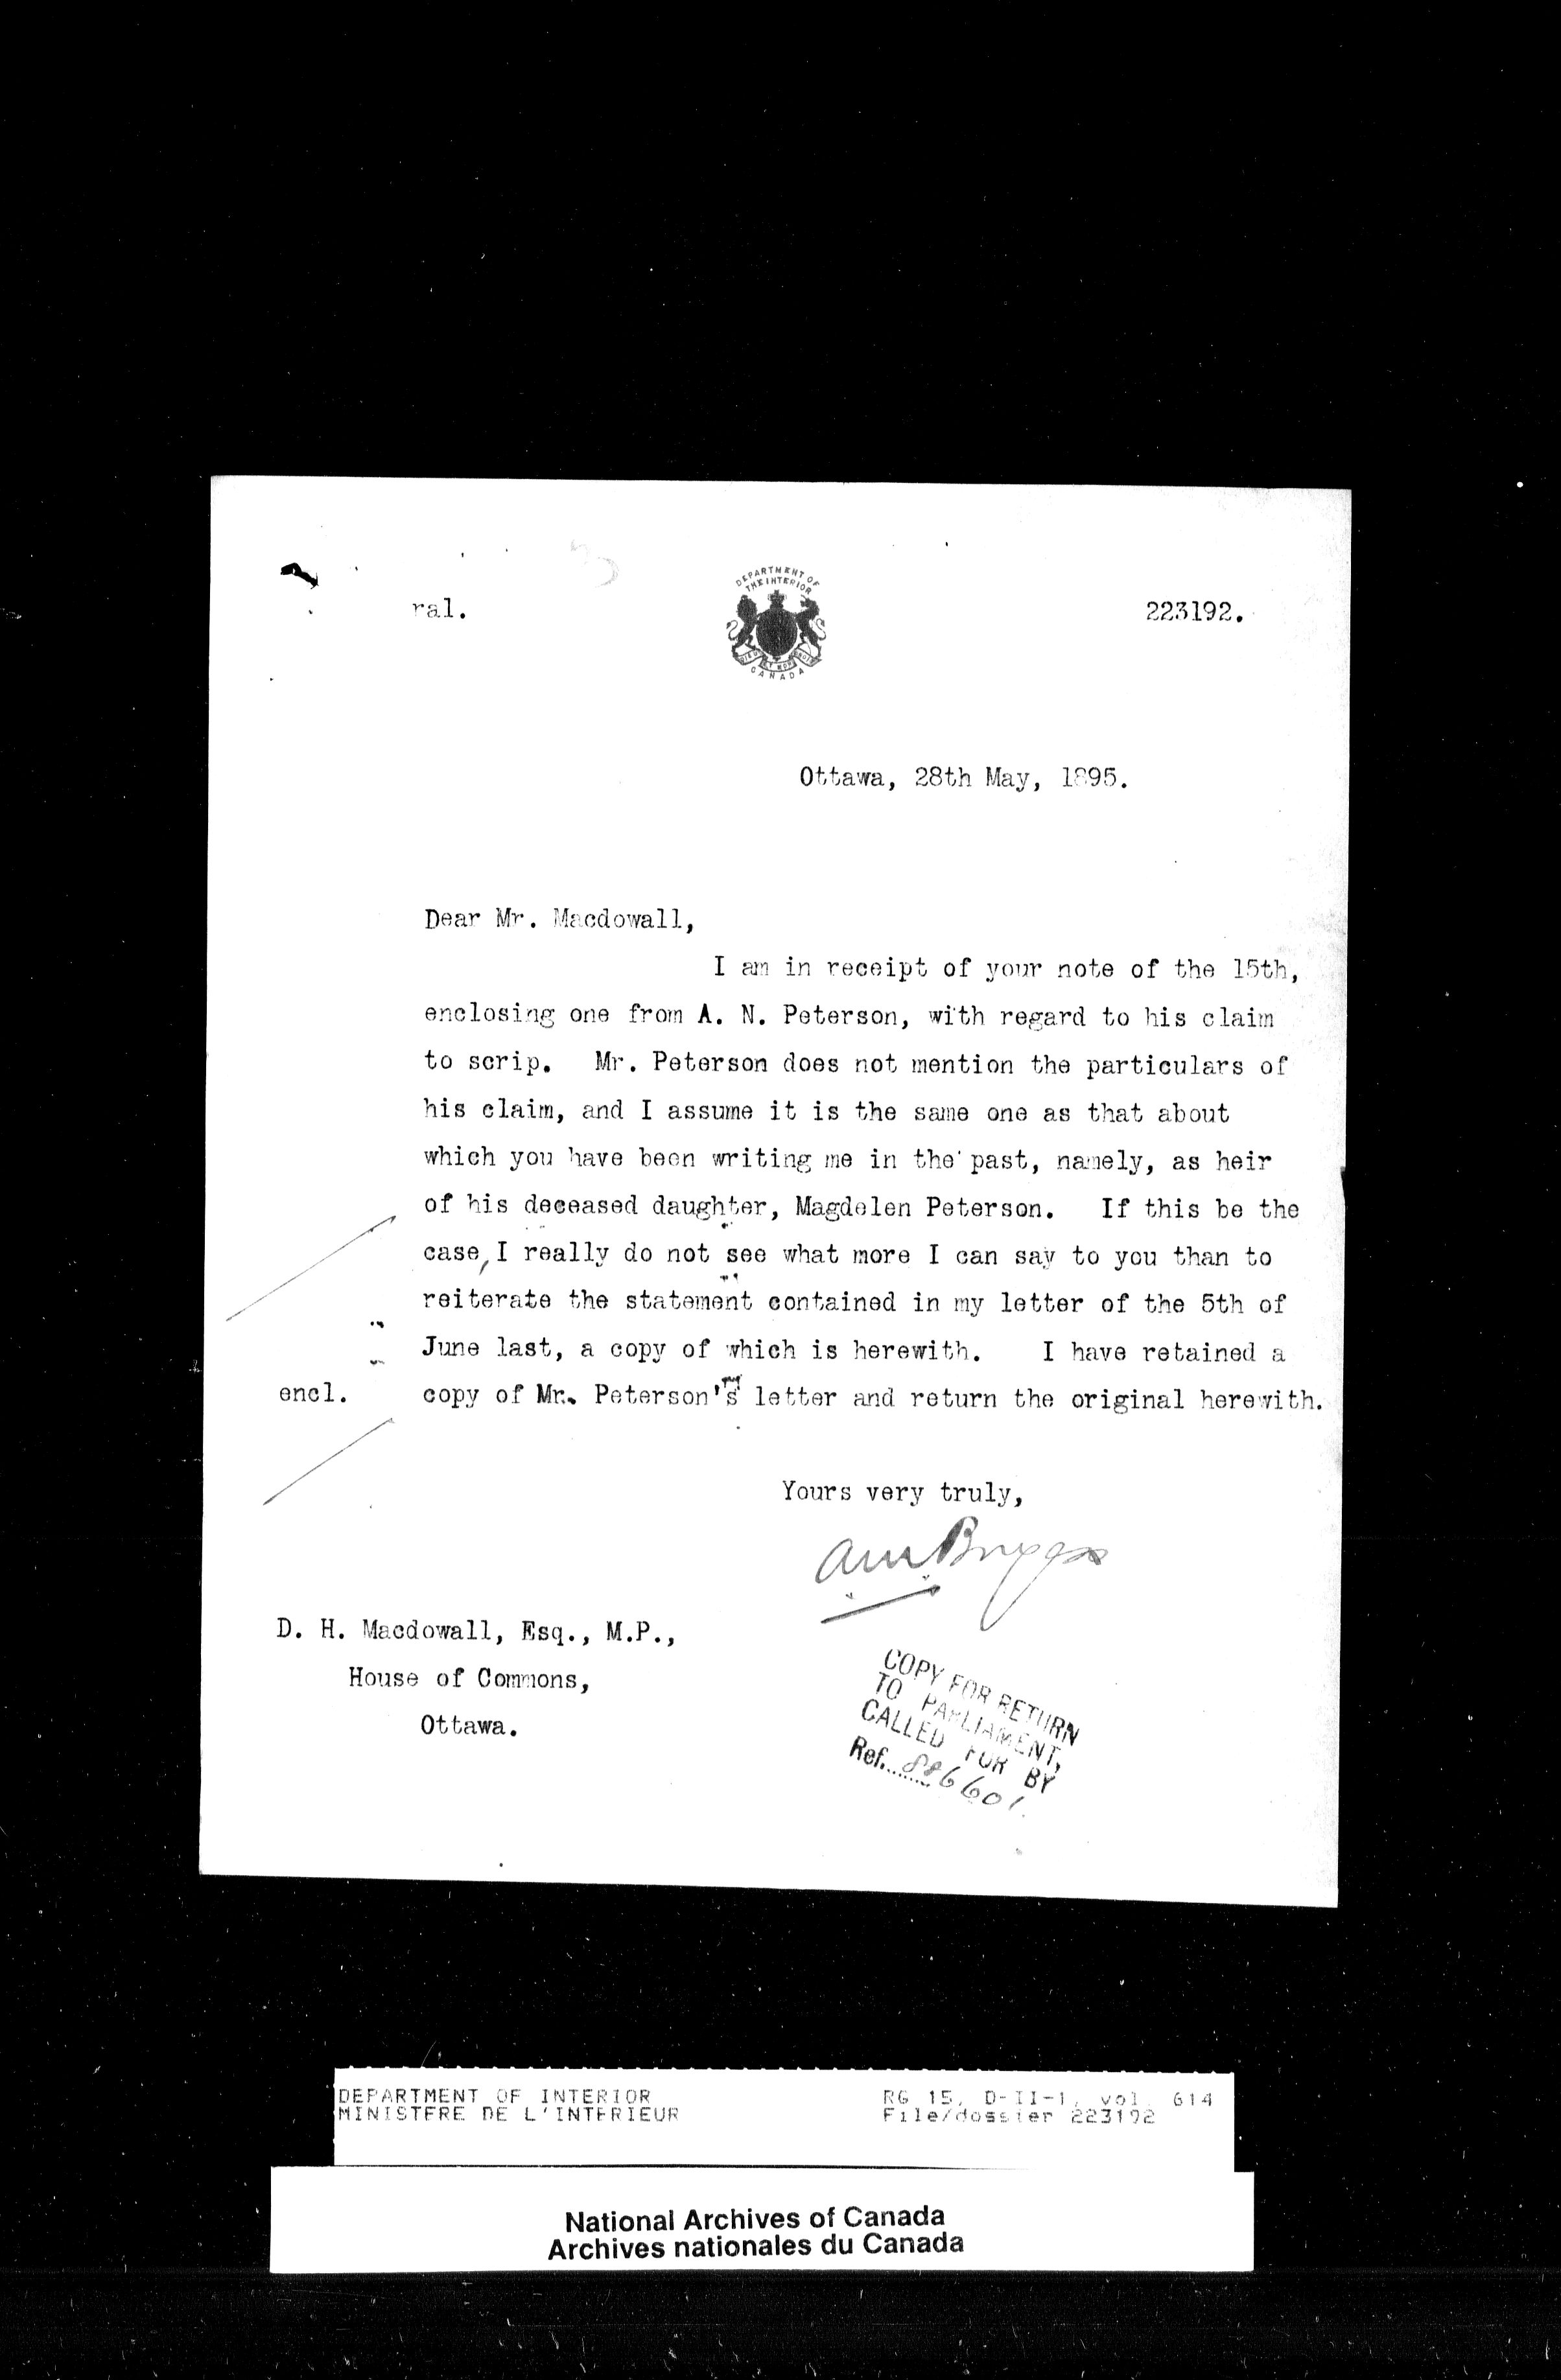 DEPARTMENT OF
THE INTERIOR
CANADA
ral.
223192.
Ottawa, 28th May, 1895.
Dear Mr. Macdowall,
I am in receipt of your note of the 15th,
enclosing one from A. N. Peterson, with regard to his claim
to scrip. Mr. Peterson does not mention the particulars of
his claim, and I assume it is the same one as that about
which you have been writing me in the past, namely, as heir
of his deceased daughter, Magdelen Peterson. If this be the
case, I really do not see what more I can say to you than to
reiterate the statement contained in my letter of the 5th of
June last, a copy of which is herewith. I have retained a
encl. copy of Mr. Peterson's letter and return the original herewith.
Yours very truly,
D. H. Macdowall, Esq., M.P.,
House of Commons,
Ottawa.
COPY FOR RETURN
TO PARLIAMENT,
CALLED FOR BY
Ref. 886601.
DEPARTMENT OF INTERIOR
MINISTERE DE L'INTERIEUR
RG 15, D-II-1, vol. 614
File/dossier 223192
National Archives of Canada
Archives nationales du Canada